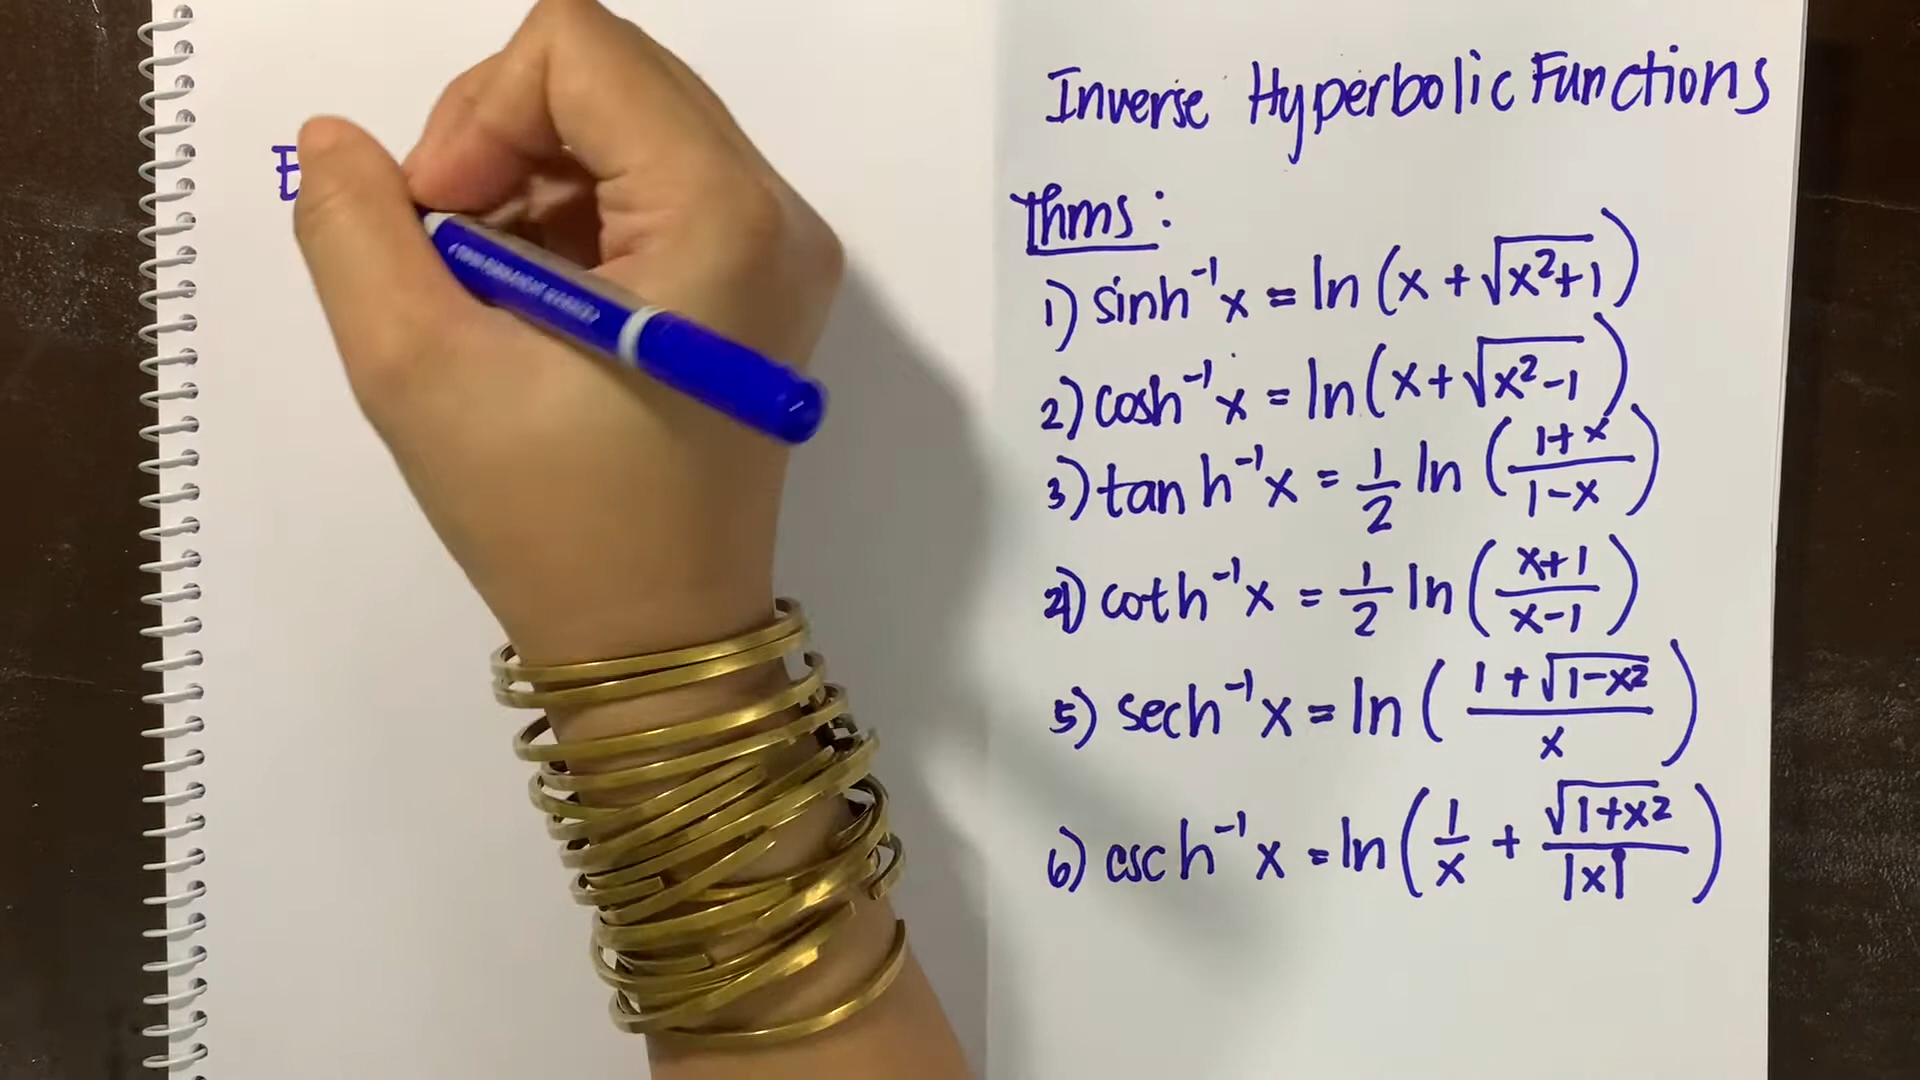 E
Inverse Hyperbolic Functions
Thms:
1) sinh⁻¹x = ln (x + √(x²+1))
2) cosh⁻¹x = ln (x + √(x²-1))
3) tanh⁻¹x = 1/2 ln ((1+x)/(1-x))
4) coth⁻¹x = 1/2 ln ((x+1)/(x-1))
5) sech⁻¹x = ln ((1+√(1-x²))/x)
6) csch⁻¹x = ln (1/x + √(1+x²)/|x|)